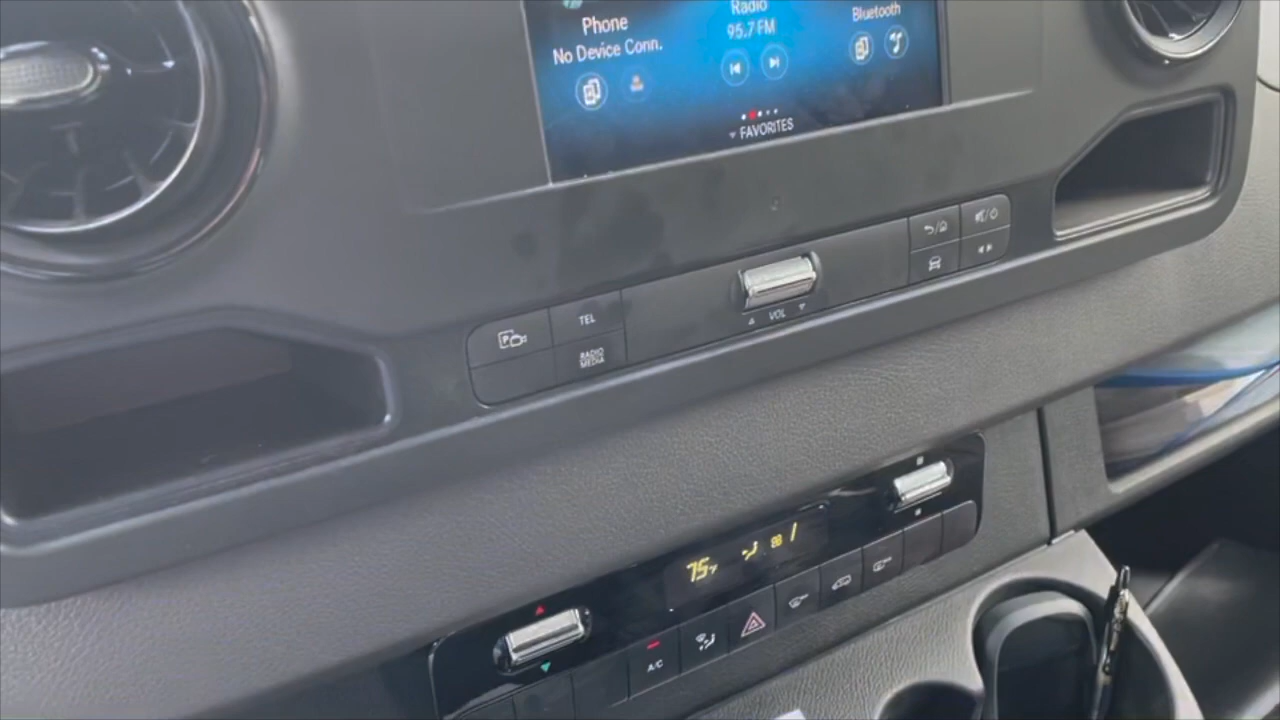 Phone
No Device Conn.
Radio
95.7 FM
Bluetooth
FAVORITES
P
TEL
RADIO
MEDIA
VOL
75°F
A/C